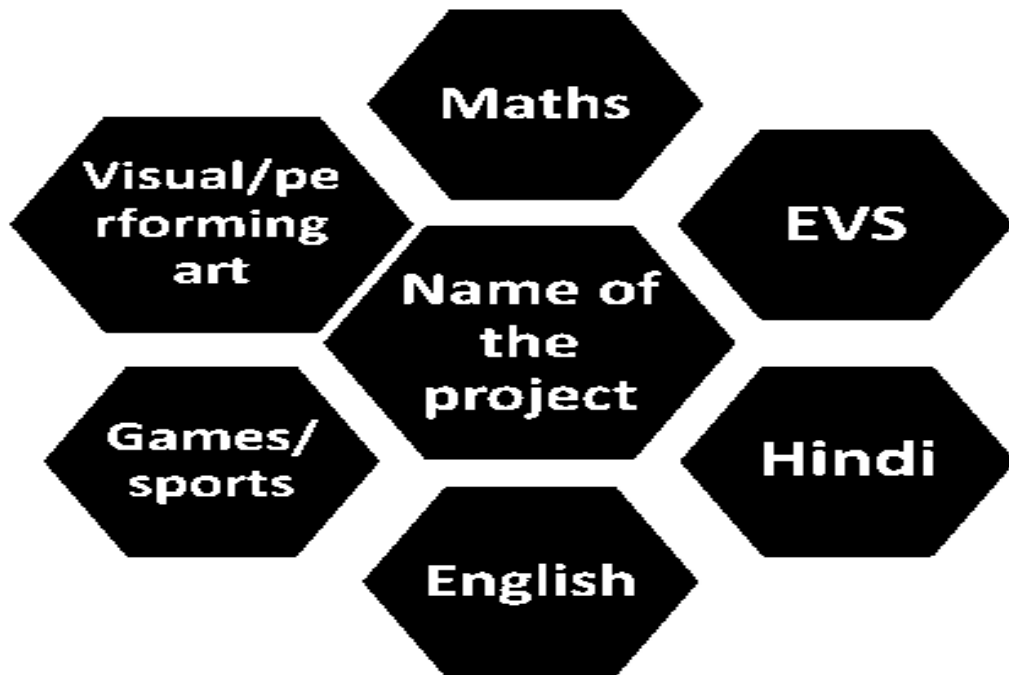 Maths
Visual/pe
rforming
art
EVS
Name of
the
project
Games/
sports
Hindi
English